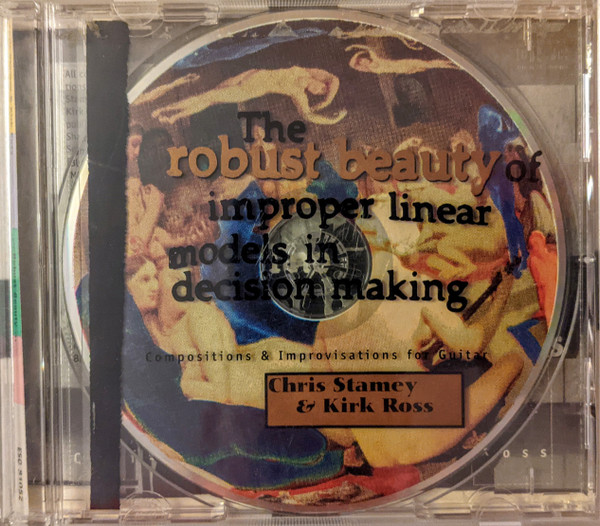 The
robust beauty of
improper linear
models in
decision making
Compositions & Improvisations for Guitar
Chris Stamey
& Kirk Ross